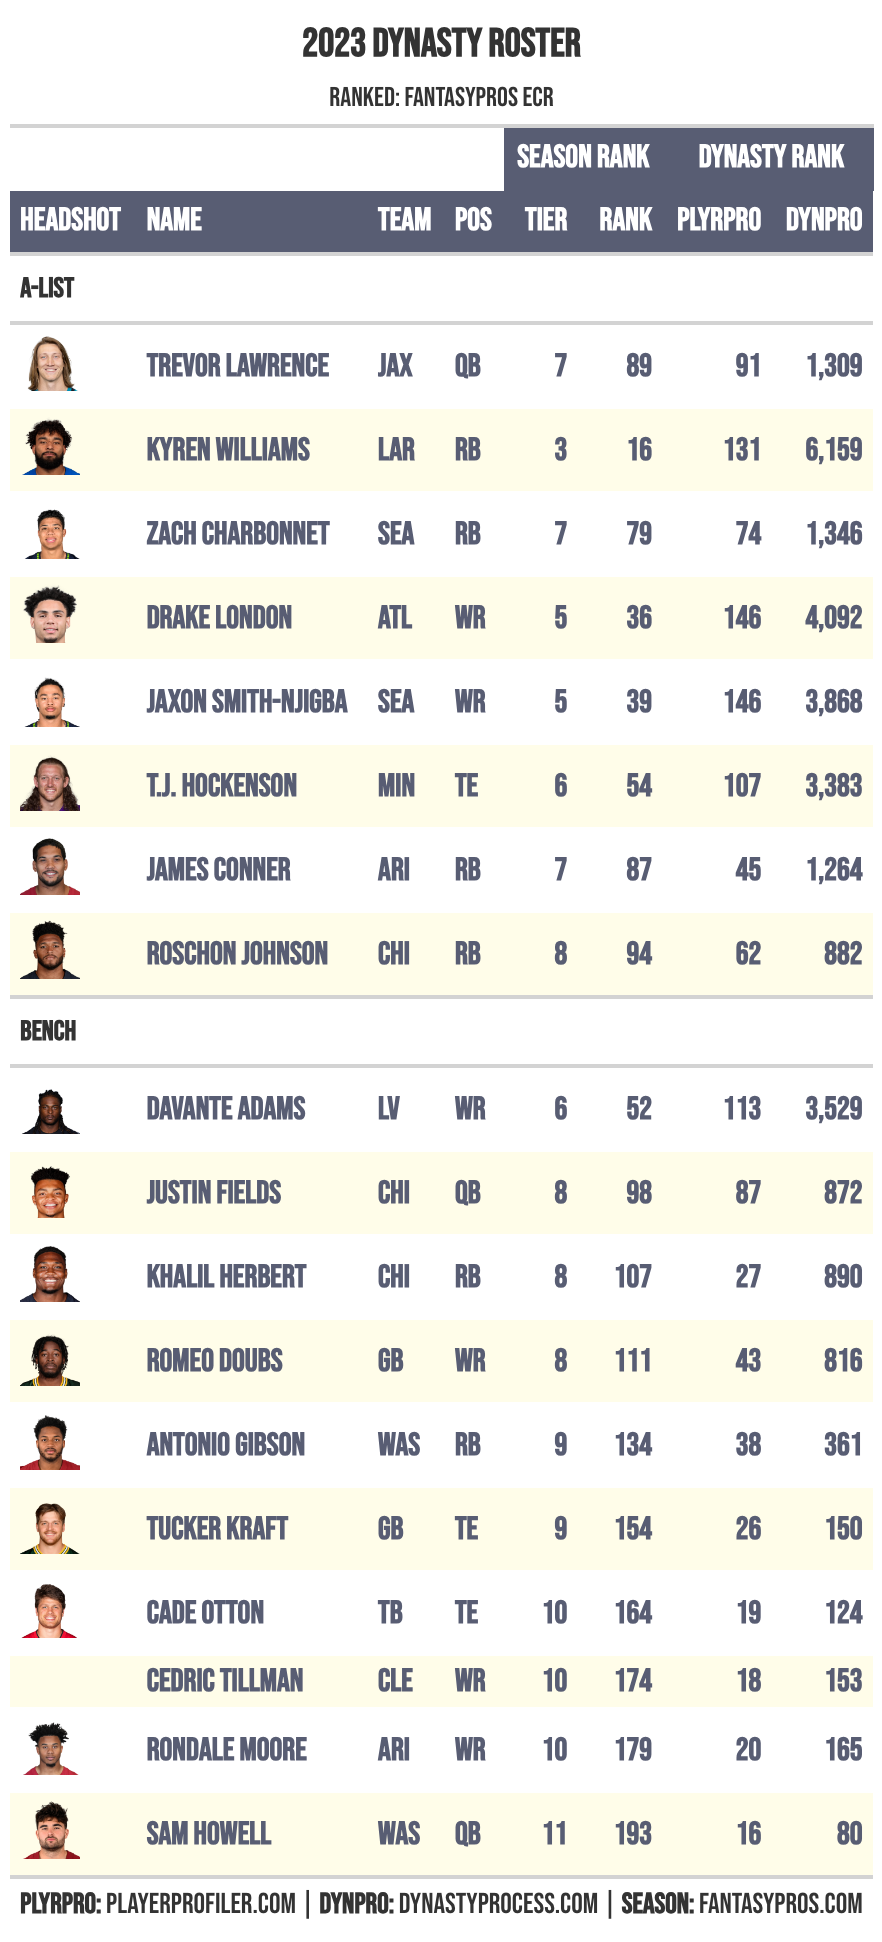 2023 DYNASTY ROSTER
RANKED: FANTASYPROS ECR
SEASON RANK DYNASTY RANK
HEADSHOT NAME TEAM POS TIER RANK PLYRPRO DYNPRO
A-LIST
TREVOR LAWRENCE JAX QB 7 89 91 1,309
KYREN WILLIAMS LAR RB 3 16 131 6,159
ZACH CHARBONNET SEA RB 7 79 74 1,346
DRAKE LONDON ATL WR 5 36 146 4,092
JAXON SMITH-NJIGBA SEA WR 5 39 146 3,868
T.J. HOCKENSON MIN TE 6 54 107 3,383
JAMES CONNER ARI RB 7 87 45 1,264
ROSCHON JOHNSON CHI RB 8 94 62 882
BENCH
DAVANTE ADAMS LV WR 6 52 113 3,529
JUSTIN FIELDS CHI QB 8 98 87 872
KHALIL HERBERT CHI RB 8 107 27 890
ROMEO DOUBS GB WR 8 111 43 816
ANTONIO GIBSON WAS RB 9 134 38 361
TUCKER KRAFT GB TE 9 154 26 150
CADE OTTON TB TE 10 164 19 124
CEDRIC TILLMAN CLE WR 10 174 18 153
RONDALE MOORE ARI WR 10 179 20 165
SAM HOWELL WAS QB 11 193 16 80
PLYRPRO: PLAYERPROFILER.COM | DYNPRO: DYNASTYPROCESS.COM | SEASON: FANTASYPROS.COM